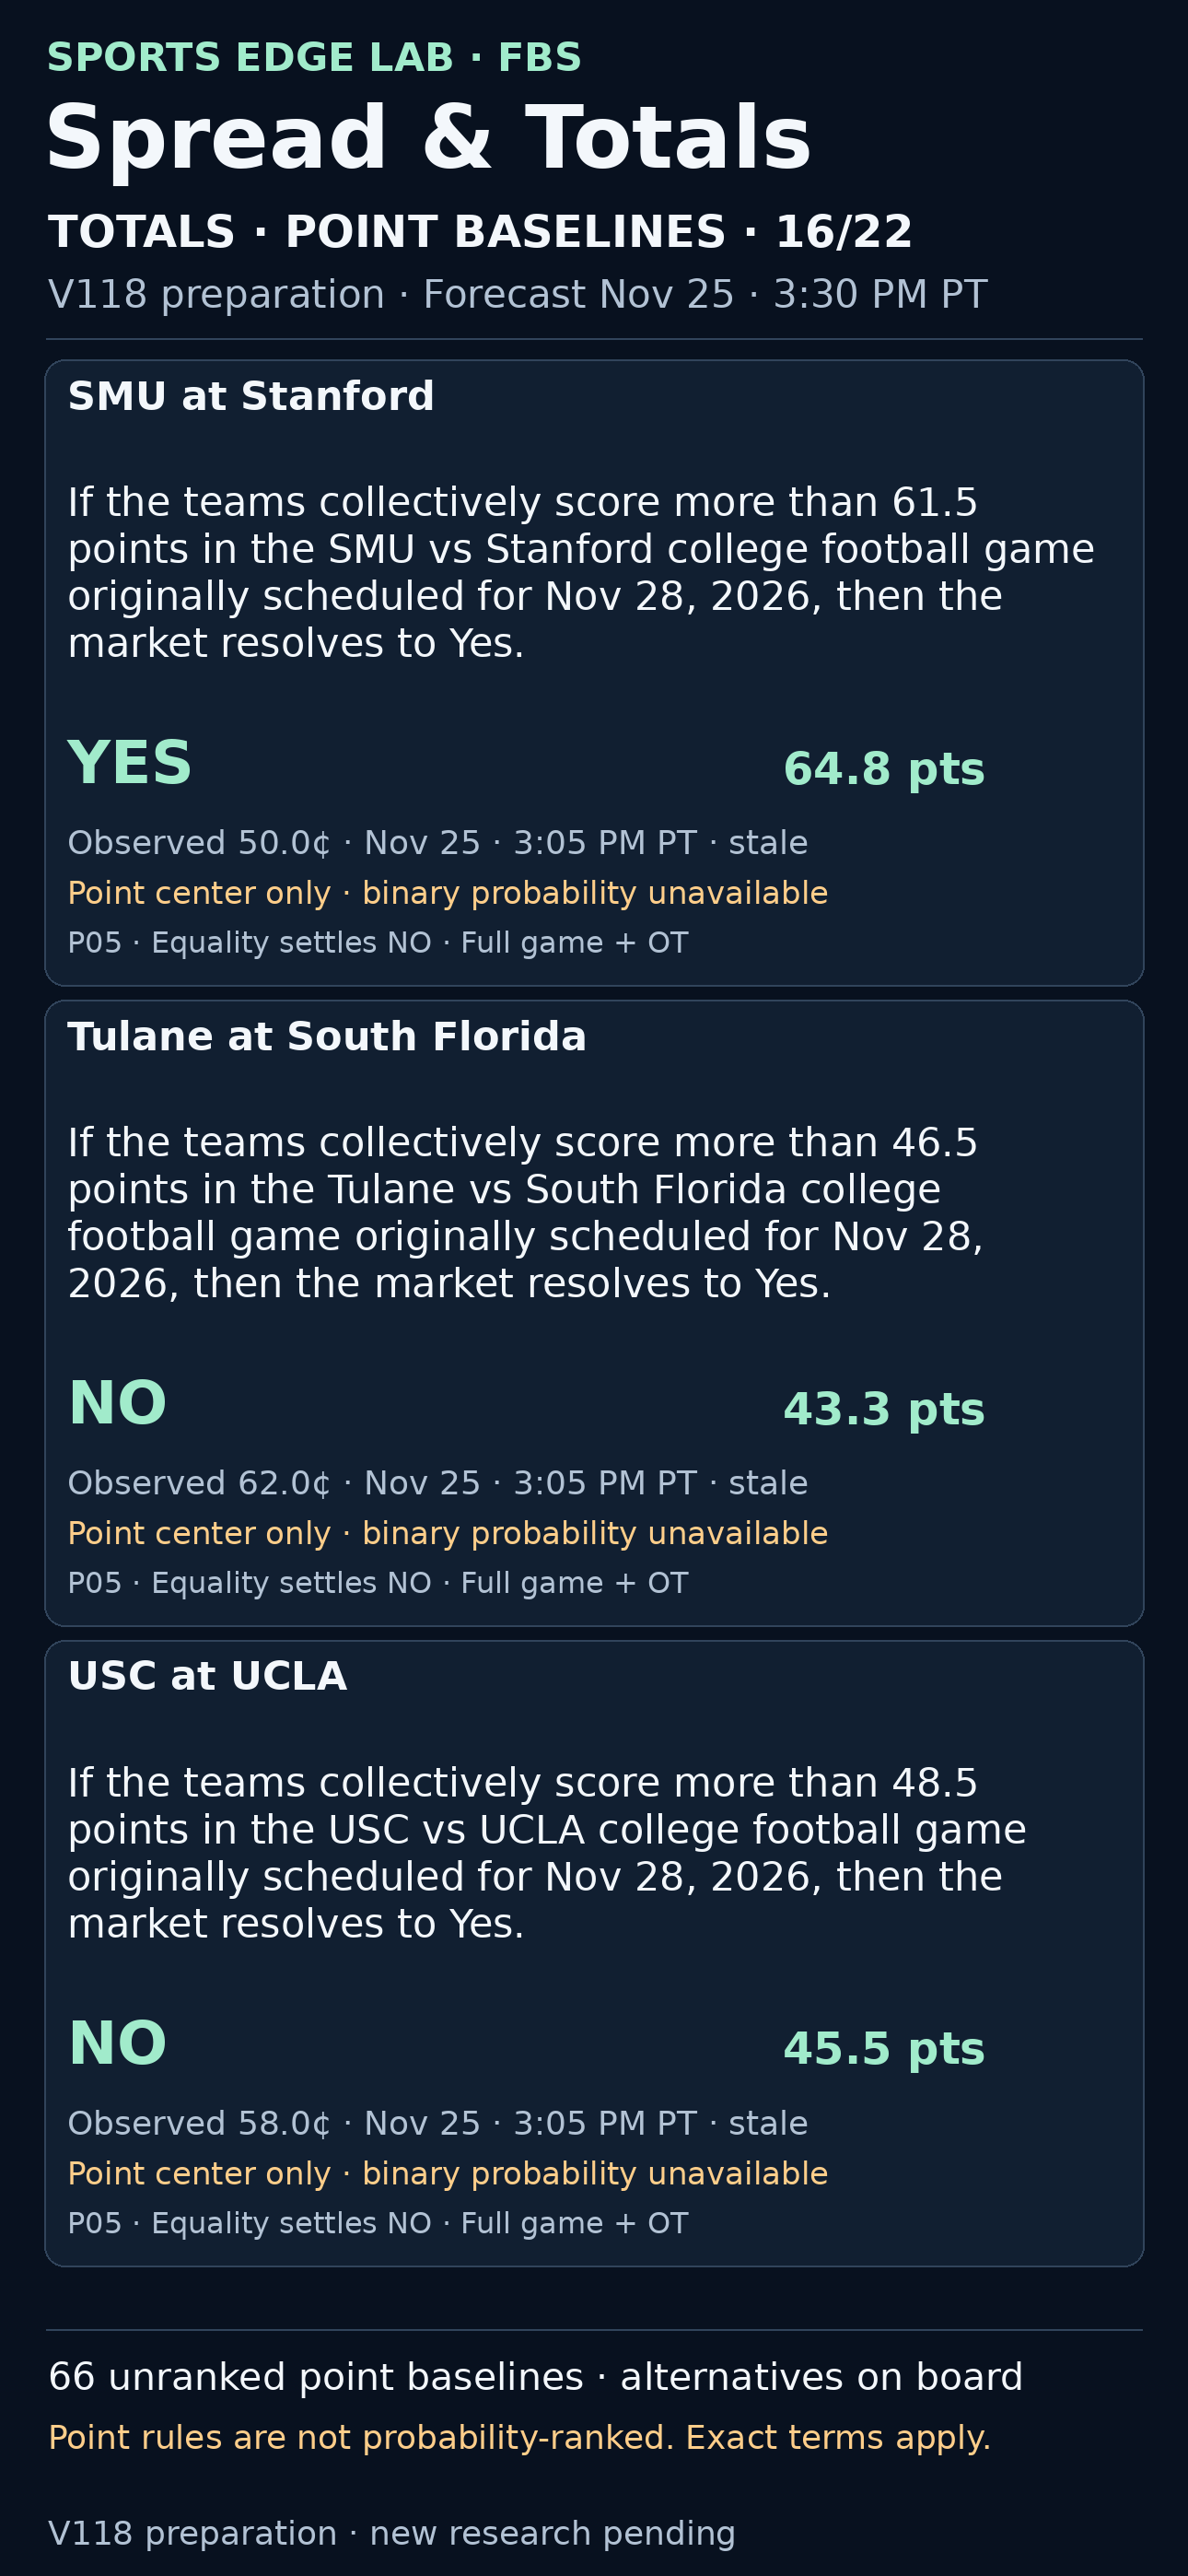 SPORTS EDGE LAB · FBS
Spread & Totals
TOTALS · POINT BASELINES · 16/22
V118 preparation · Forecast Nov 25 · 3:30 PM PT
SMU at Stanford
If the teams collectively score more than 61.5
points in the SMU vs Stanford college football game
originally scheduled for Nov 28, 2026, then the
market resolves to Yes.
YES 64.8 pts
Observed 50.0¢ · Nov 25 · 3:05 PM PT · stale
Point center only · binary probability unavailable
P05 · Equality settles NO · Full game + OT
Tulane at South Florida
If the teams collectively score more than 46.5
points in the Tulane vs South Florida college
football game originally scheduled for Nov 28,
2026, then the market resolves to Yes.
NO 43.3 pts
Observed 62.0¢ · Nov 25 · 3:05 PM PT · stale
Point center only · binary probability unavailable
P05 · Equality settles NO · Full game + OT
USC at UCLA
If the teams collectively score more than 48.5
points in the USC vs UCLA college football game
originally scheduled for Nov 28, 2026, then the
market resolves to Yes.
NO 45.5 pts
Observed 58.0¢ · Nov 25 · 3:05 PM PT · stale
Point center only · binary probability unavailable
P05 · Equality settles NO · Full game + OT
66 unranked point baselines · alternatives on board
Point rules are not probability-ranked. Exact terms apply.
V118 preparation · new research pending